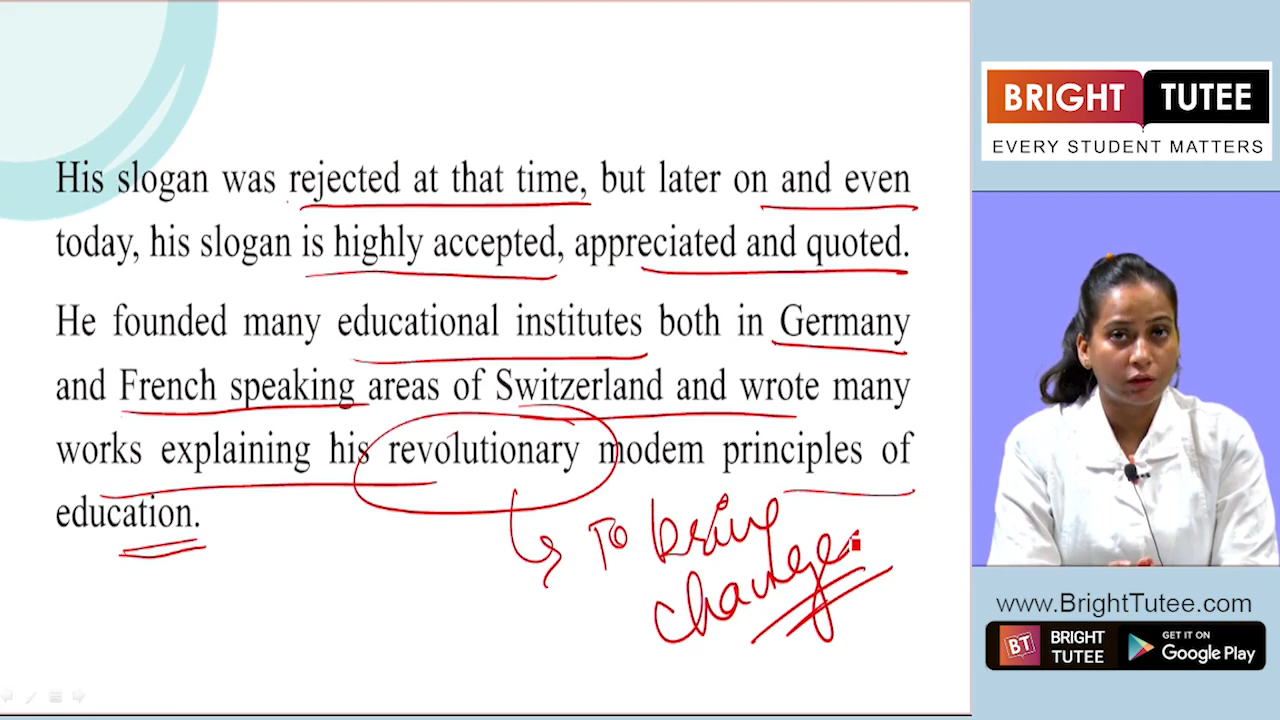 His slogan was rejected at that time, but later on and even
today, his slogan is highly accepted, appreciated and quoted.
He founded many educational institutes both in Germany
and French speaking areas of Switzerland and wrote many
works explaining his revolutionary modem principles of
education.
To bring
change
BRIGHT TUTEE
EVERY STUDENT MATTERS
www.BrightTutee.com
BT
BRIGHT
TUTEE
GET IT ON
Google Play